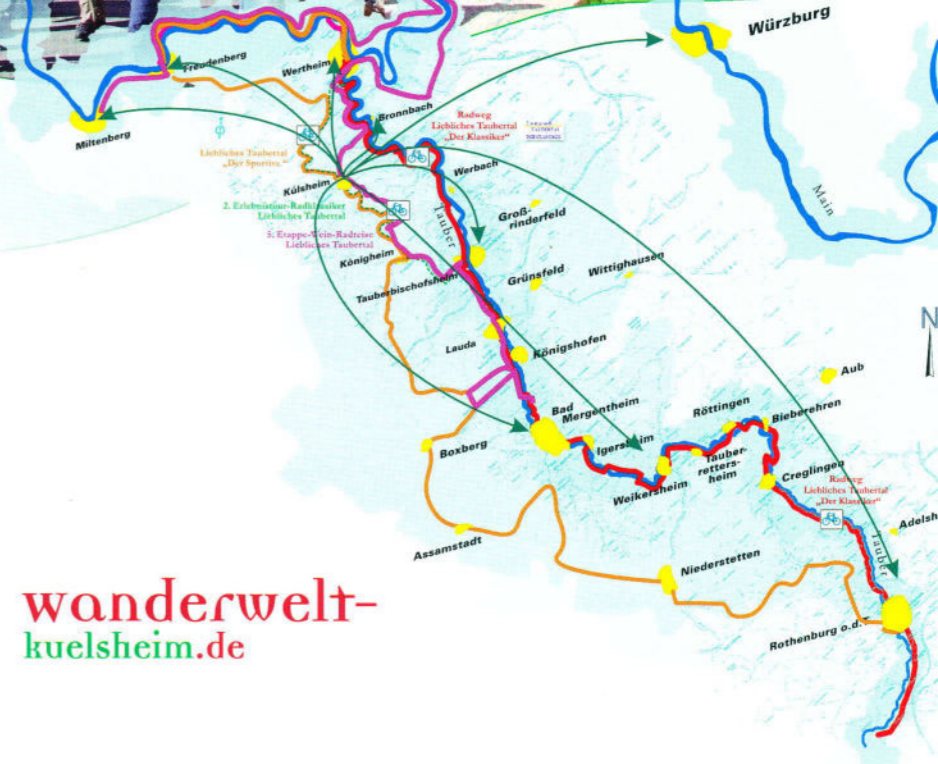 Würzburg
Freudenberg
Wertheim
Miltenberg
Bronnbach
Radweg
Liebliches Taubertal
„Der Klassiker“
Liebliches Taubertal
„Der Sportive“
Werbach
Külsheim
2. Erlebnistour-Radklassiker
Liebliches Taubertal
Main
Tauber
Groß-
rinderfeld
5. Etappe-Wein-Radreise
Liebliches Taubertal
Königheim
Tauberbischofsheim
Grünsfeld
Wittighausen
N
Lauda
Königshofen
Aub
Bad
Mergentheim
Röttingen
Bieberehren
Boxberg
Igersheim
Tauber-
retters-
heim
Weikersheim
Creglingen
Radweg
Liebliches Taubertal
„Der Klassiker“
Adelsh
Tauber
Assamstadt
Niederstetten
wanderwelt-
kuelsheim.de
Rothenburg o.d.T